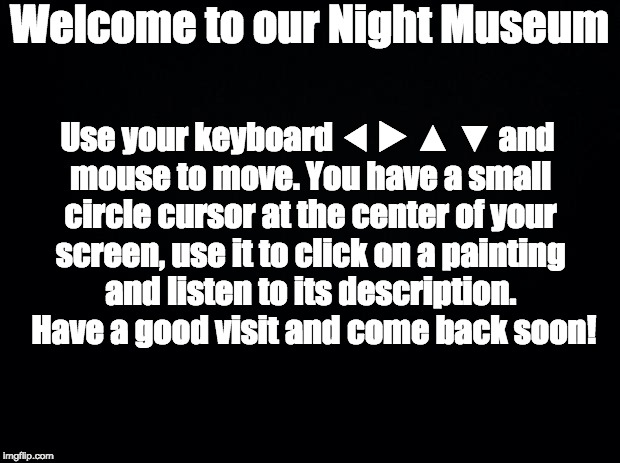 Welcome to our Night Museum
Use your keyboard ◀ ▶ ▲ ▼ and
mouse to move. You have a small
circle cursor at the center of your
screen, use it to click on a painting
and listen to its description.
Have a good visit and come back soon!
imgflip.com